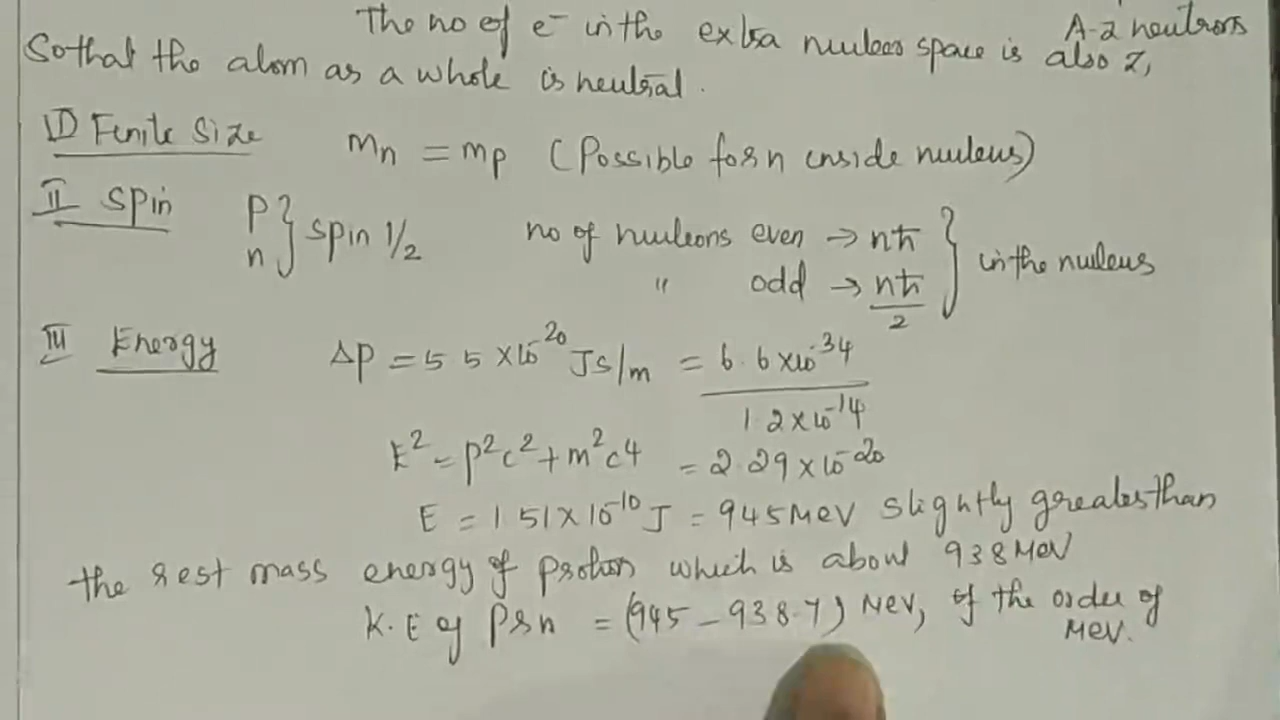 The no of e⁻ in the extra nuclear space is also Z, A-Z neutrons
So that the atom as a whole is neutral.
I) Finite Size mn = mp (Possible for n inside nucleus)
II Spin P n } spin 1/2 no of nucleons even → nħ
" odd → nħ/2 } in the nucleus
III Energy Δp = 5 5 × 10⁻²⁰ Js/m = 6.6×10⁻³⁴ / 1.2×10⁻¹⁴
E² = p²c² + m²c⁴ = 2.29 × 10⁻²⁰
E = 1 51 × 10⁻¹⁰ J = 945 MeV slightly greater than
the rest mass energy of proton which is about 938 MeV
K.E of P & n = (945 - 938.7) MeV, of the order of
MeV.